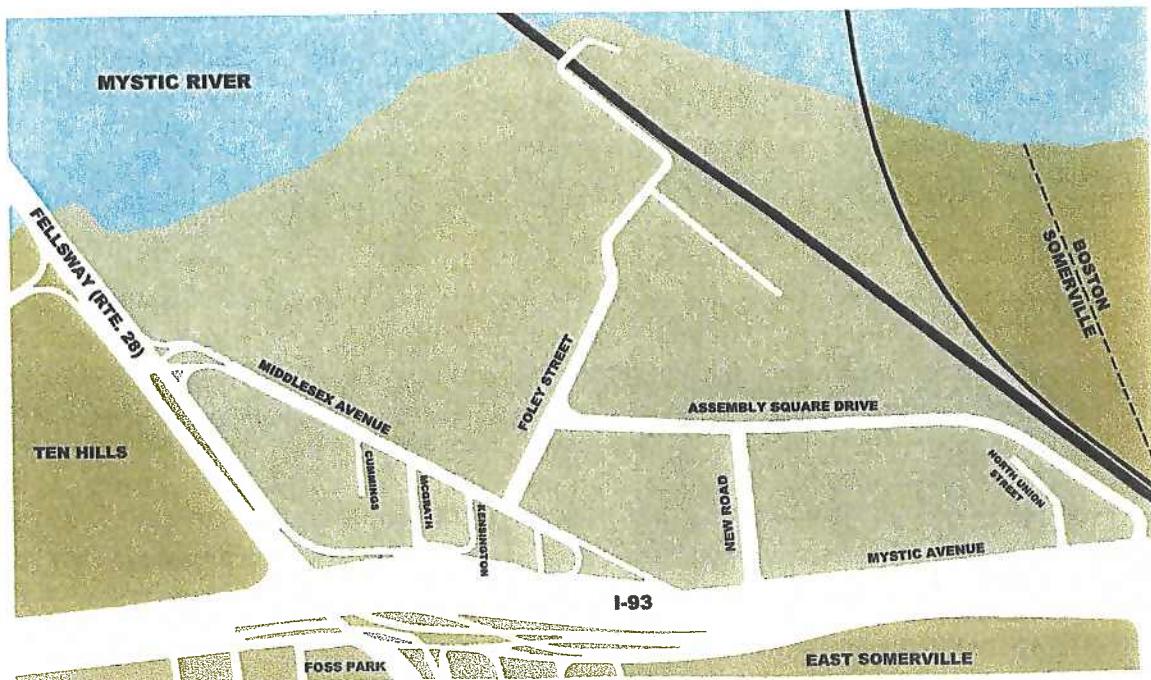 MYSTIC RIVER
FELLSWAY (RTE. 28)
BOSTON
SOMERVILLE
MIDDLESEX AVENUE
FOLEY STREET
ASSEMBLY SQUARE DRIVE
TEN HILLS
CUMMINGS
MCGRATH
KENSINGTON
NEW ROAD
NORTH UNION
STREET
MYSTIC AVENUE
I-93
FOSS PARK
EAST SOMERVILLE